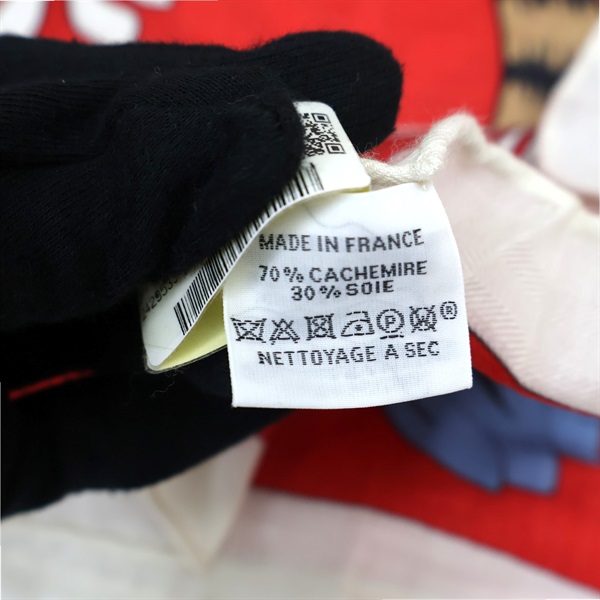 MADE IN FRANCE
70% CACHEMIRE
30% SOIE
®
NETTOYAGE A SEC